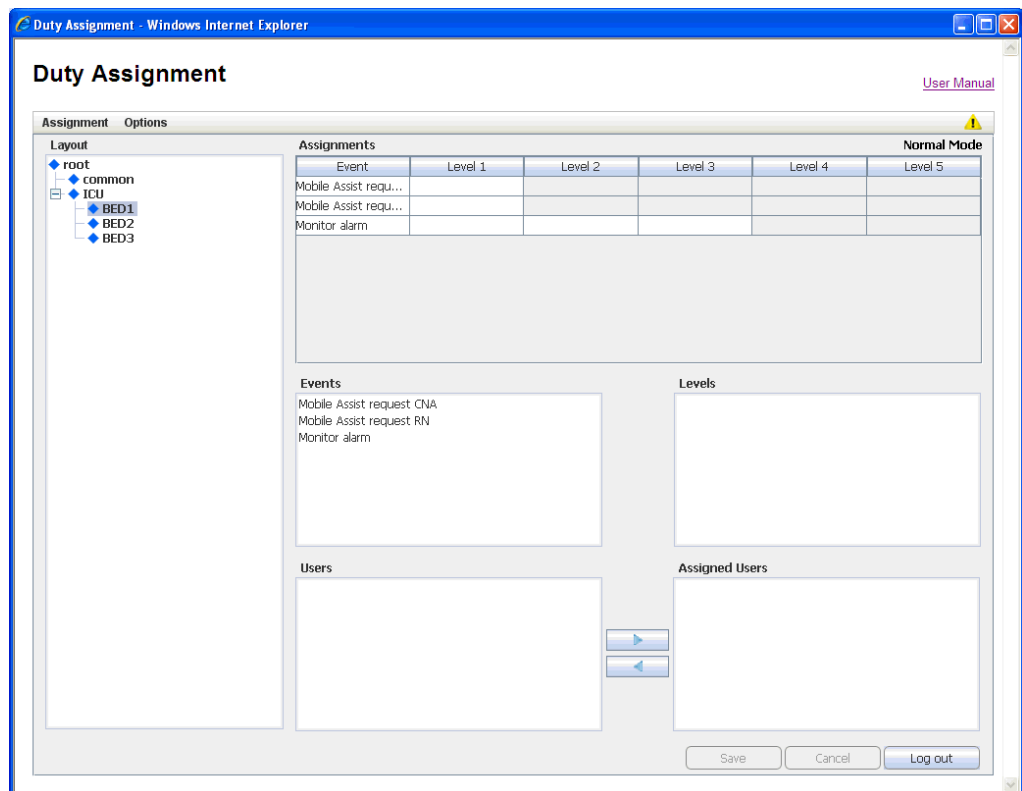 Duty Assignment - Windows Internet Explorer
Duty Assignment
User Manual
Assignment Options
Layout
root
common
ICU
BED1
BED2
BED3
Assignments Normal Mode
Event Level 1 Level 2 Level 3 Level 4 Level 5
Mobile Assist requ...
Mobile Assist requ...
Monitor alarm
Events
Mobile Assist request CNA
Mobile Assist request RN
Monitor alarm
Levels
Users
Assigned Users
Save Cancel Log out